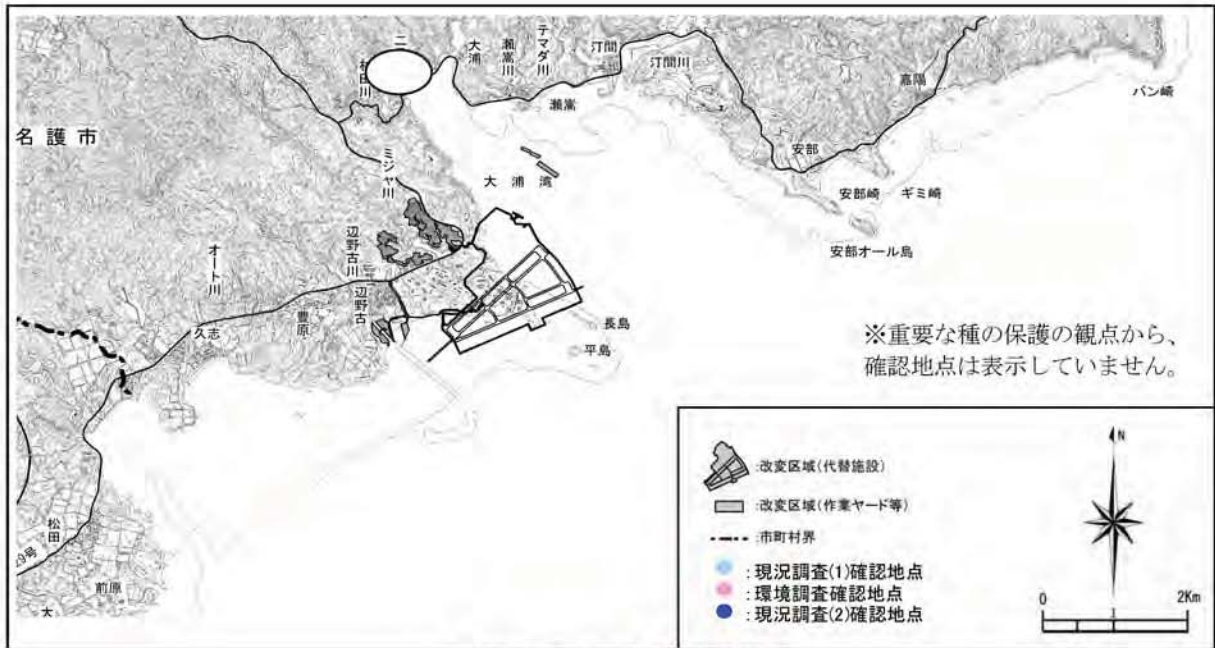 二
大浦
瀬嵩川
テマダ川
汀間
汀間川
嘉陽
バン崎
瀬嵩
名護市
ミジャ川
大浦湾
安部
安部崎
ギミ崎
安部オール島
オート川
辺野古川
辺野古
豊原
久志
長島
平島
※重要な種の保護の観点から、
確認地点は表示していません。
松田
前原
:改変区域(代替施設)
:改変区域(作業ヤード等)
:市町村界
:現況調査(1)確認地点
:環境調査確認地点
:現況調査(2)確認地点
N
0 2Km